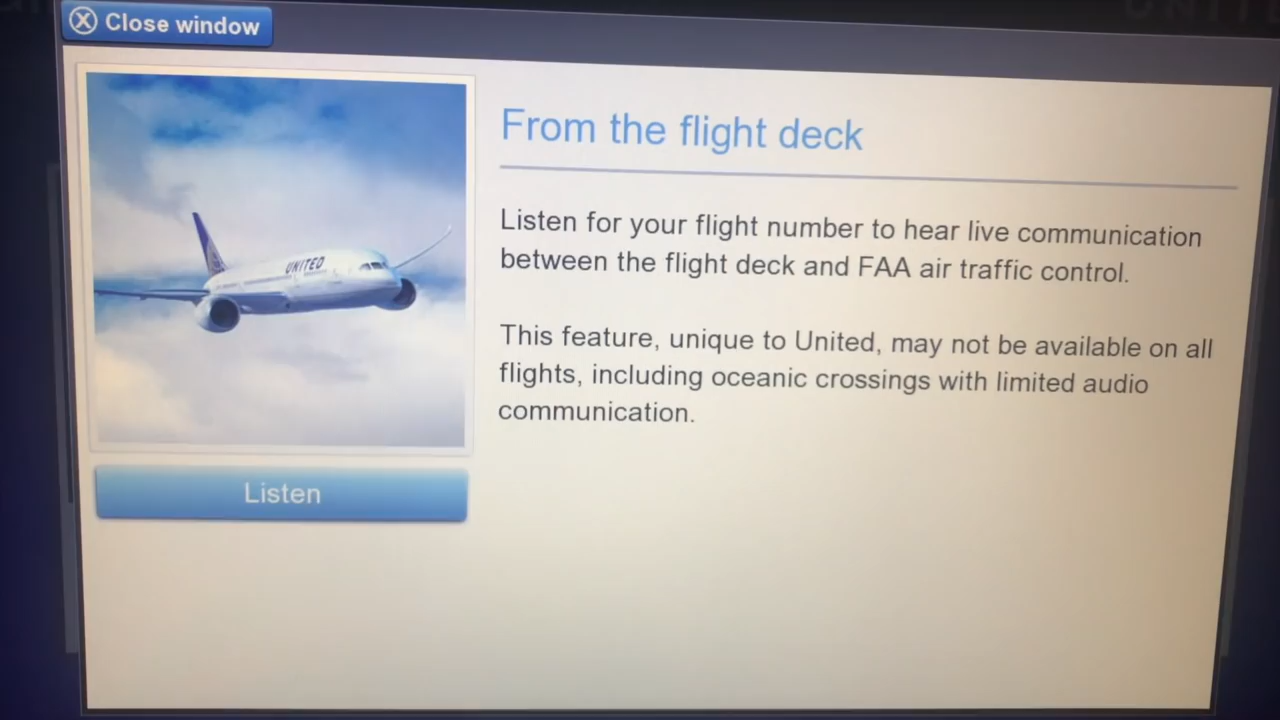 Close window
From the flight deck
Listen for your flight number to hear live communication
between the flight deck and FAA air traffic control.
This feature, unique to United, may not be available on all
flights, including oceanic crossings with limited audio
communication.
UNITED
Listen